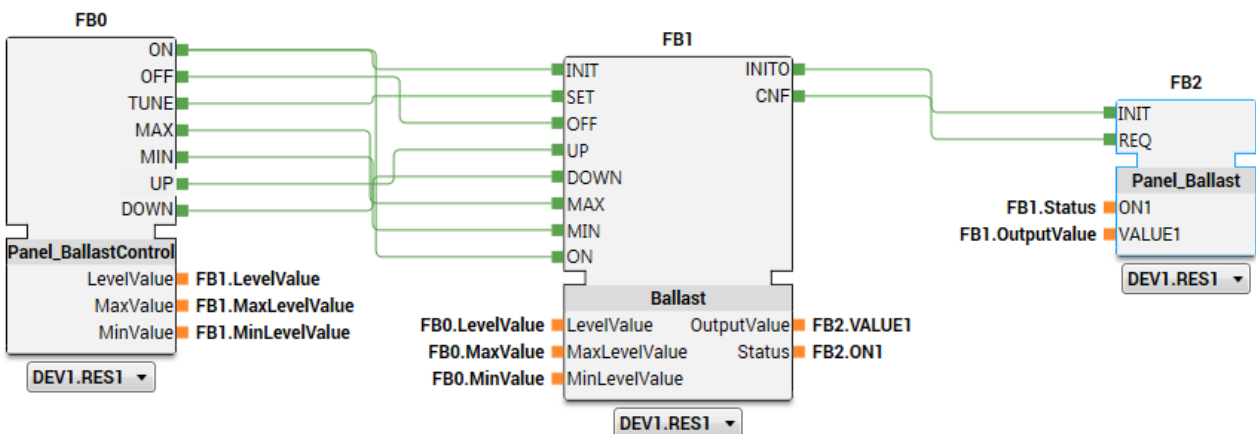 FB0
ON
OFF
TUNE
MAX
MIN
UP
DOWN
Panel_BallastControl
LevelValue FB1.LevelValue
MaxValue FB1.MaxLevelValue
MinValue FB1.MinLevelValue
DEV1.RES1
FB1
INIT INITO
SET CNF
OFF
UP
DOWN
MAX
MIN
ON
Ballast
FB0.LevelValue LevelValue OutputValue FB2.VALUE1
FB0.MaxValue MaxLevelValue Status FB2.ON1
FB0.MinValue MinLevelValue
DEV1.RES1
FB2
INIT
REQ
Panel_Ballast
FB1.Status ON1
FB1.OutputValue VALUE1
DEV1.RES1